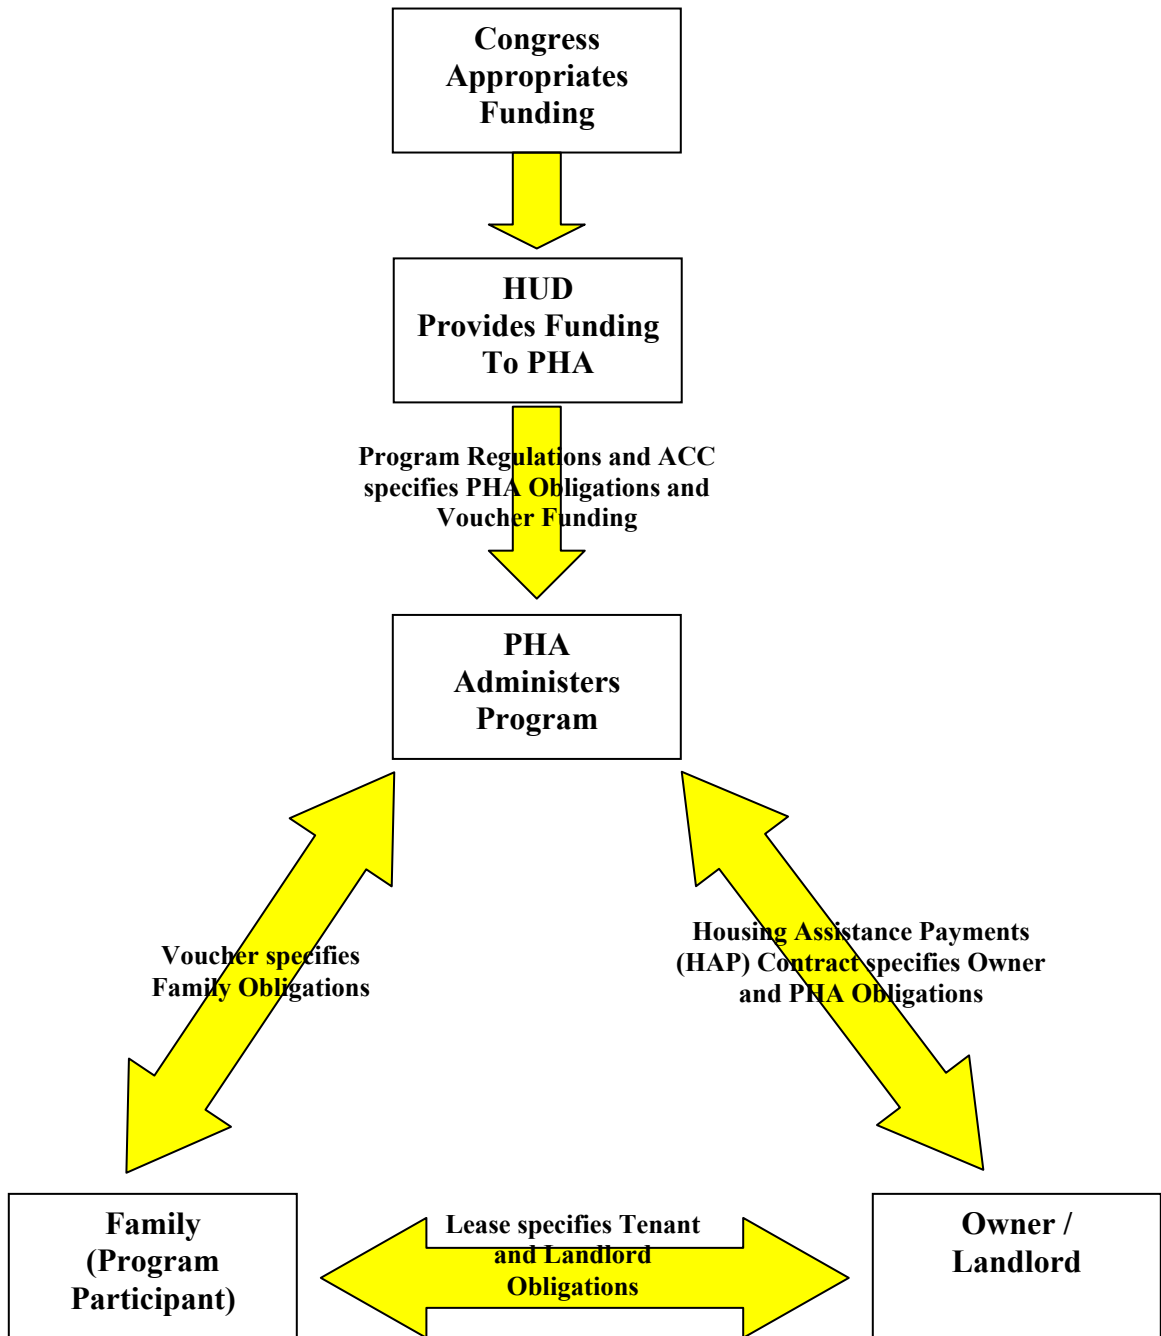 Congress
Appropriates
Funding
HUD
Provides Funding
To PHA
Program Regulations and ACC
specifies PHA Obligations and
Voucher Funding
PHA
Administers
Program
Voucher specifies
Family Obligations
Housing Assistance Payments
(HAP) Contract specifies Owner
and PHA Obligations
Family
(Program
Participant)
Lease specifies Tenant
and Landlord
Obligations
Owner /
Landlord